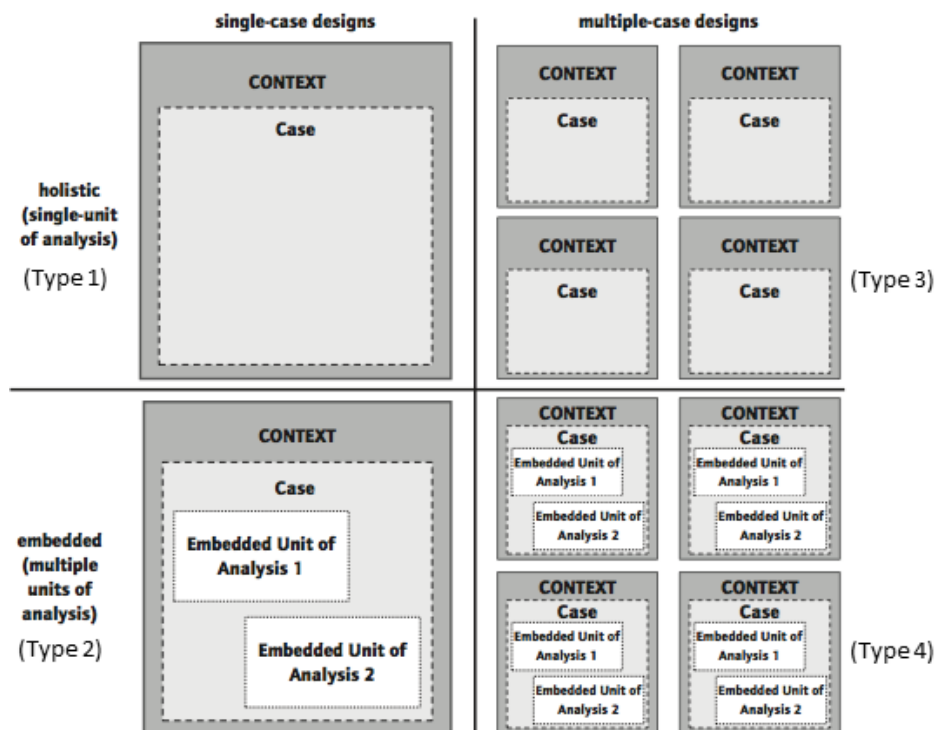 single-case designs
multiple-case designs
CONTEXT
Case
holistic
(single-unit
of analysis)
(Type 1)
CONTEXT
Case
CONTEXT
Case
CONTEXT
Case
CONTEXT
Case
(Type 3)
CONTEXT
Case
Embedded Unit of
Analysis 1
Embedded Unit of
Analysis 2
embedded
(multiple
units of
analysis)
(Type 2)
CONTEXT
Case
Embedded Unit of
Analysis 1
Embedded Unit of
Analysis 2
CONTEXT
Case
Embedded Unit of
Analysis 1
Embedded Unit of
Analysis 2
CONTEXT
Case
Embedded Unit of
Analysis 1
Embedded Unit of
Analysis 2
CONTEXT
Case
Embedded Unit of
Analysis 1
Embedded Unit of
Analysis 2
(Type 4)